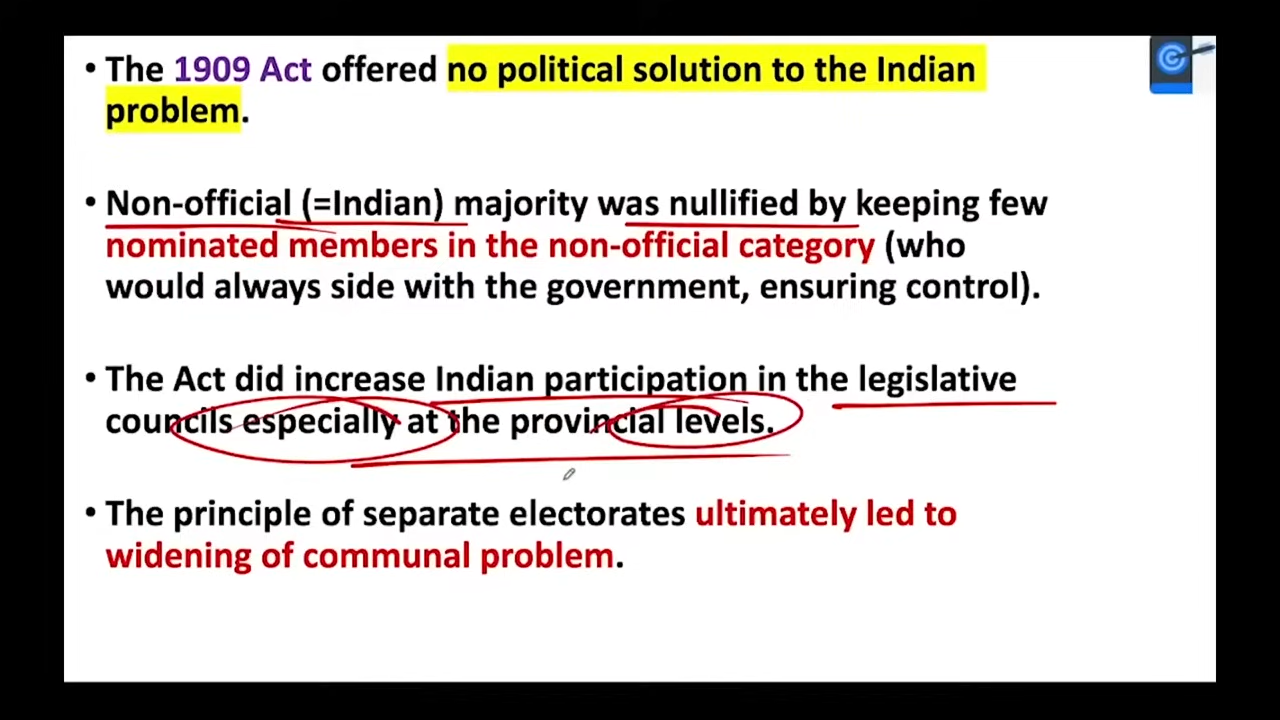 • The 1909 Act offered no political solution to the Indian
problem.
• Non-official (=Indian) majority was nullified by keeping few
nominated members in the non-official category (who
would always side with the government, ensuring control).
• The Act did increase Indian participation in the legislative
councils especially at the provincial levels.
• The principle of separate electorates ultimately led to
widening of communal problem.